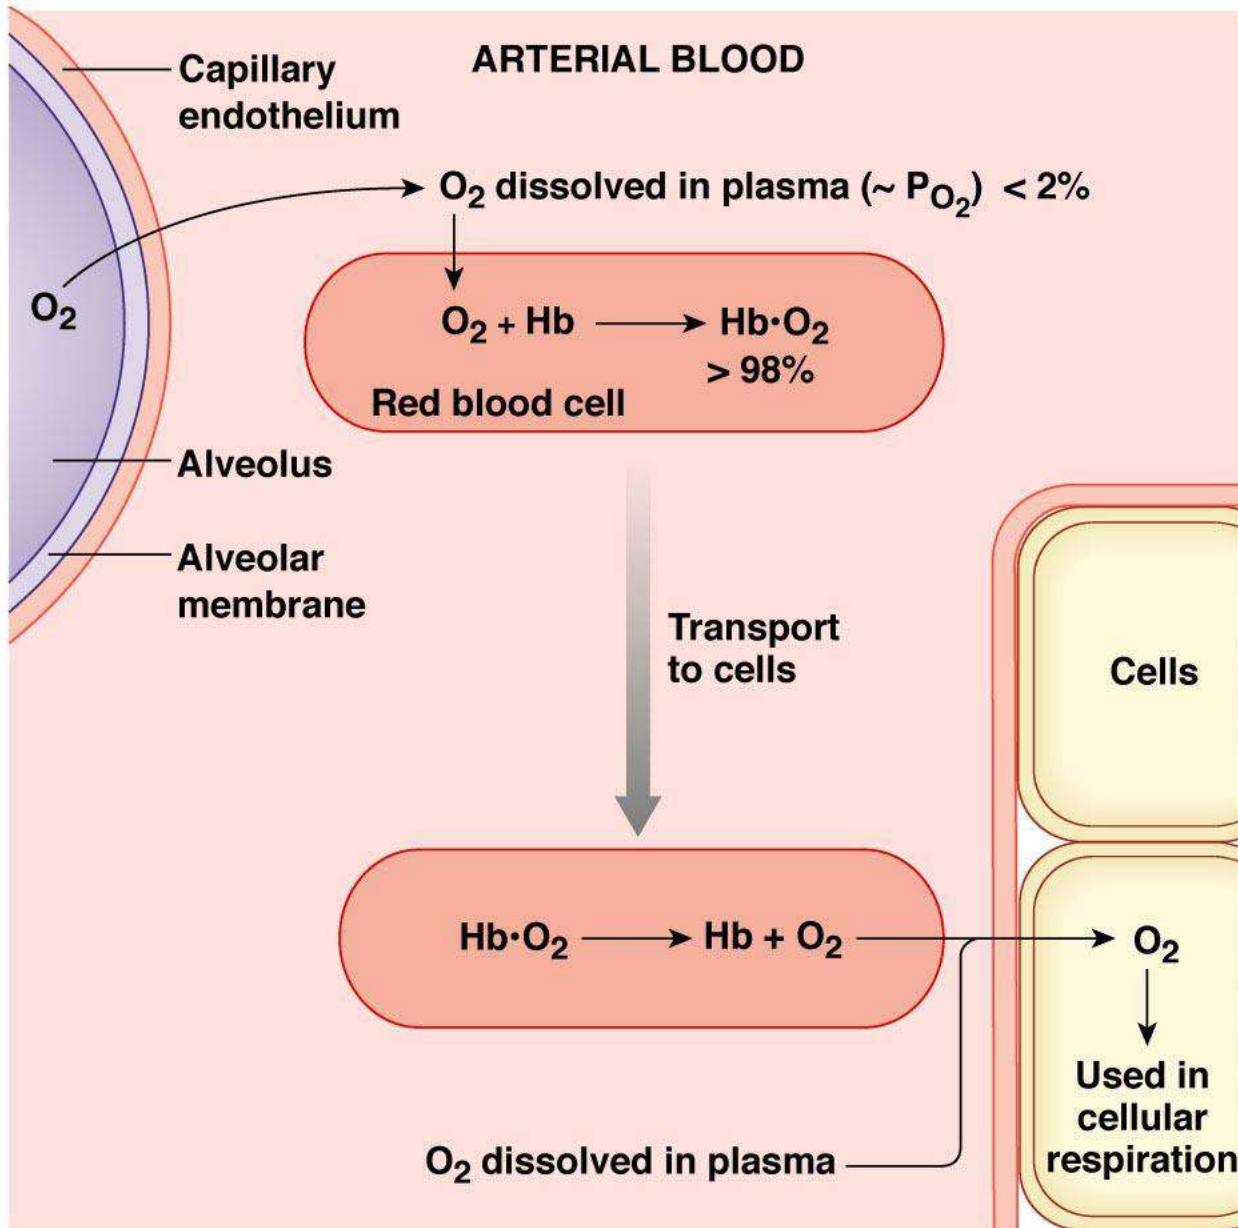 ARTERIAL BLOOD
Capillary
endothelium
O₂ dissolved in plasma (~ P_O₂) < 2%
O₂
O₂ + Hb
Hb·O₂
> 98%
Red blood cell
Alveolus
Alveolar
membrane
Transport
to cells
Cells
Hb·O₂
Hb + O₂
O₂
Used in
cellular
respiration
O₂ dissolved in plasma